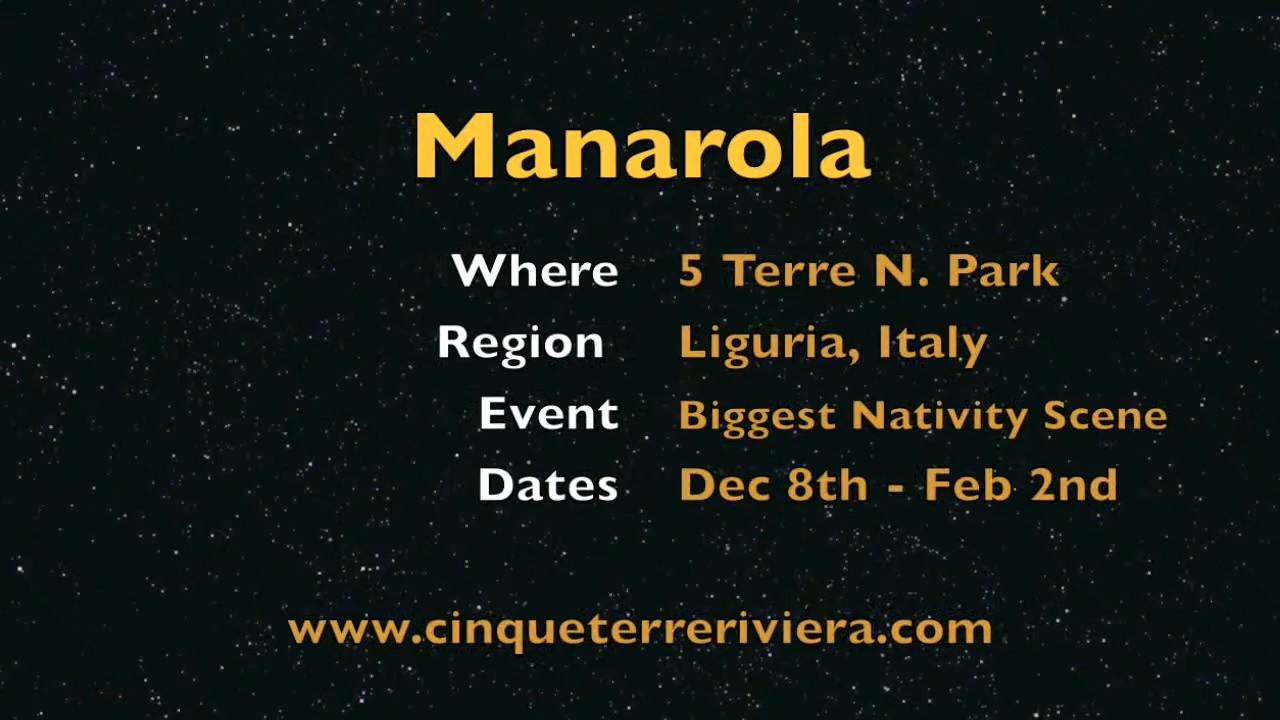 Manarola
Where 5 Terre N. Park
Region Liguria, Italy
Event Biggest Nativity Scene
Dates Dec 8th - Feb 2nd
www.cinqueterreriviera.com